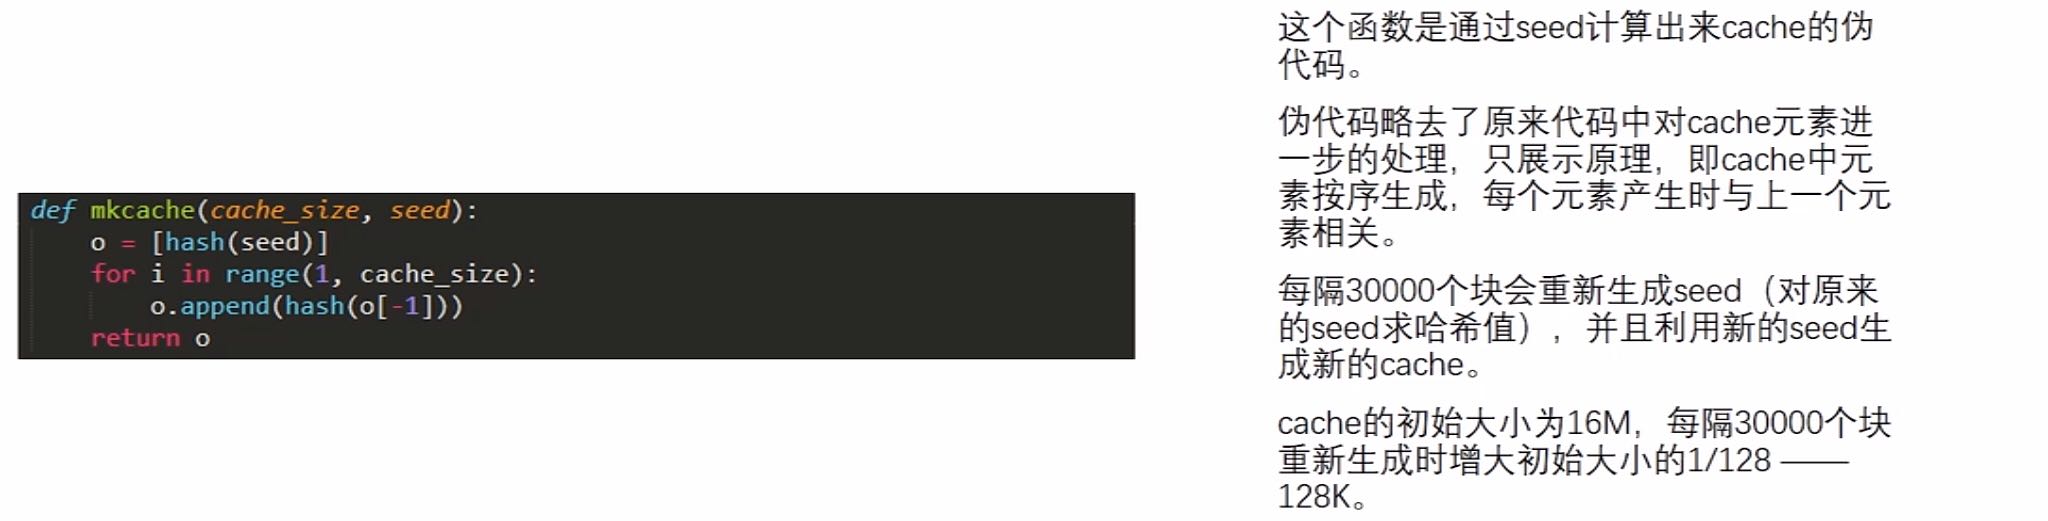 def mkcache(cache_size, seed):
    o = [hash(seed)]
    for i in range(1, cache_size):
        o.append(hash(o[-1]))
    return o
这个函数是通过seed计算出来cache的伪
代码。
伪代码略去了原来代码中对cache元素进
一步的处理，只展示原理，即cache中元
素按序生成，每个元素产生时与上一个元
素相关。
每隔30000个块会重新生成seed（对原来
的seed求哈希值），并且利用新的seed生
成新的cache。
cache的初始大小为16M，每隔30000个块
重新生成时增大初始大小的1/128 ——
128K。